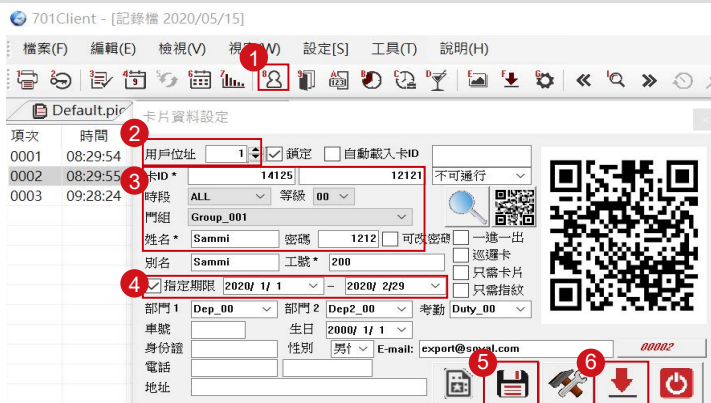 701Client - [記錄檔 2020/05/15]
檔案(F) 編輯(E) 檢視(V) 視窗(W) 設定[S] 工具(T) 說明(H)
1
Default.pic
卡片資料設定
項次 時間
0001 08:29:54
0002 08:29:55
0003 09:28:24
2
用戶位址 1 鎖定 自動載入卡ID
3
卡ID * 14125 12121 不可通行
時段 ALL 等級 00
門組 Group_001
姓名 * Sammi 密碼 1212 可改密碼 一進一出
別名 Sammi 工號 * 200 巡邏卡
只需卡片
4
指定期限 2020/ 1/ 1 - 2020/ 2/29 只需指紋
部門 1 Dep_00 部門 2 Dep2_00 考勤 Duty_00
車號 生日 2000/ 1/ 1
身份證 性別 E-mail: export@soyal.com 00002
電話
地址
5
6